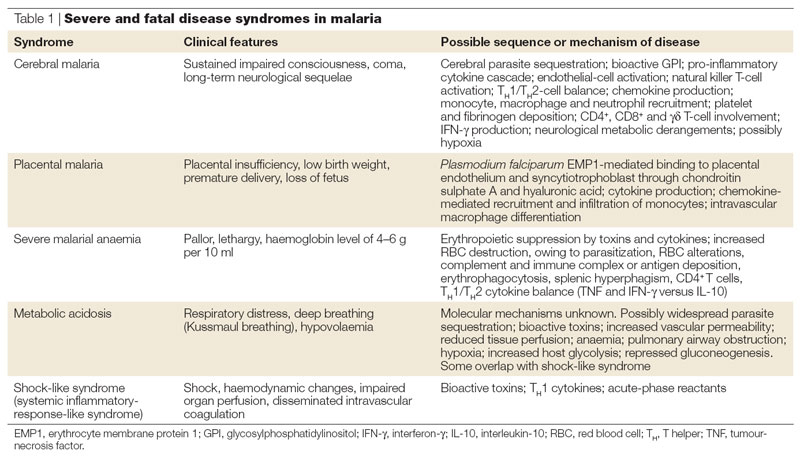 Table 1 | Severe and fatal disease syndromes in malaria
Syndrome Clinical features Possible sequence or mechanism of disease
Cerebral malaria Sustained impaired consciousness, coma, Cerebral parasite sequestration; bioactive GPI; pro-inflammatory
long-term neurological sequelae cytokine cascade; endothelial-cell activation; natural killer T-cell
activation; TH1/TH2-cell balance; chemokine production;
monocyte, macrophage and neutrophil recruitment; platelet
and fibrinogen deposition; CD4+, CD8+ and γδ T-cell involvement;
IFN-γ production; neurological metabolic derangements; possibly
hypoxia
Placental malaria Placental insufficiency, low birth weight, Plasmodium falciparum EMP1-mediated binding to placental
premature delivery, loss of fetus endothelium and syncytiotrophoblast through chondroitin
sulphate A and hyaluronic acid; cytokine production; chemokine-
mediated recruitment and infiltration of monocytes; intravascular
macrophage differentiation
Severe malarial anaemia Pallor, lethargy, haemoglobin level of 4–6 g Erythropoietic suppression by toxins and cytokines; increased
per 10 ml RBC destruction, owing to parasitization, RBC alterations,
complement and immune complex or antigen deposition,
erythrophagocytosis, splenic hyperphagism, CD4+ T cells,
TH1/TH2 cytokine balance (TNF and IFN-γ versus IL-10)
Metabolic acidosis Respiratory distress, deep breathing Molecular mechanisms unknown. Possibly widespread parasite
(Kussmaul breathing), hypovolaemia sequestration; bioactive toxins; increased vascular permeability;
reduced tissue perfusion; anaemia; pulmonary airway obstruction;
hypoxia; increased host glycolysis; repressed gluconeogenesis.
Some overlap with shock-like syndrome
Shock-like syndrome Shock, haemodynamic changes, impaired Bioactive toxins; TH1 cytokines; acute-phase reactants
(systemic inflammatory- organ perfusion, disseminated intravascular
response-like syndrome) coagulation
EMP1, erythrocyte membrane protein 1; GPI, glycosylphosphatidylinositol; IFN-γ, interferon-γ; IL-10, interleukin-10; RBC, red blood cell; TH, T helper; TNF, tumour-
necrosis factor.